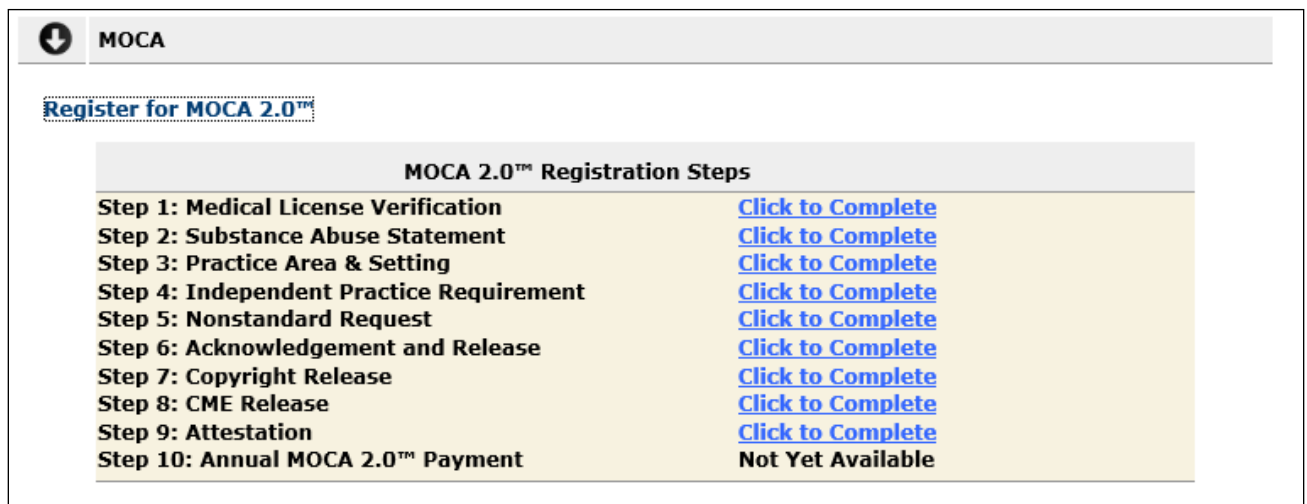 MOCA
Register for MOCA 2.0™
MOCA 2.0™ Registration Steps
Step 1: Medical License Verification Click to Complete
Step 2: Substance Abuse Statement Click to Complete
Step 3: Practice Area & Setting Click to Complete
Step 4: Independent Practice Requirement Click to Complete
Step 5: Nonstandard Request Click to Complete
Step 6: Acknowledgement and Release Click to Complete
Step 7: Copyright Release Click to Complete
Step 8: CME Release Click to Complete
Step 9: Attestation Click to Complete
Step 10: Annual MOCA 2.0™ Payment Not Yet Available